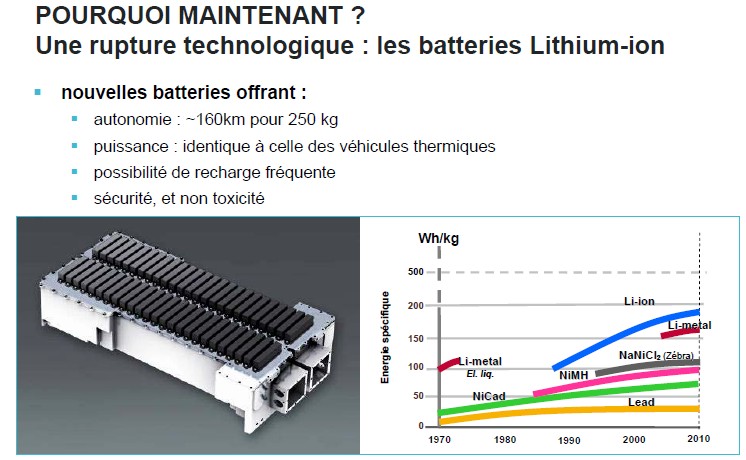 POURQUOI MAINTENANT ?
Une rupture technologique : les batteries Lithium-ion
nouvelles batteries offrant :
autonomie : ~160km pour 250 kg
puissance : identique à celle des véhicules thermiques
possibilité de recharge fréquente
sécurité, et non toxicité
Wh/kg
Energie spécifique
500
200
150
100
50
0
Li-ion
Li-metal
Li-metal
El. liq.
NaNiCl₂ (Zébra)
NiMH
NiCad
Lead
1970
1980
1990
2000
2010